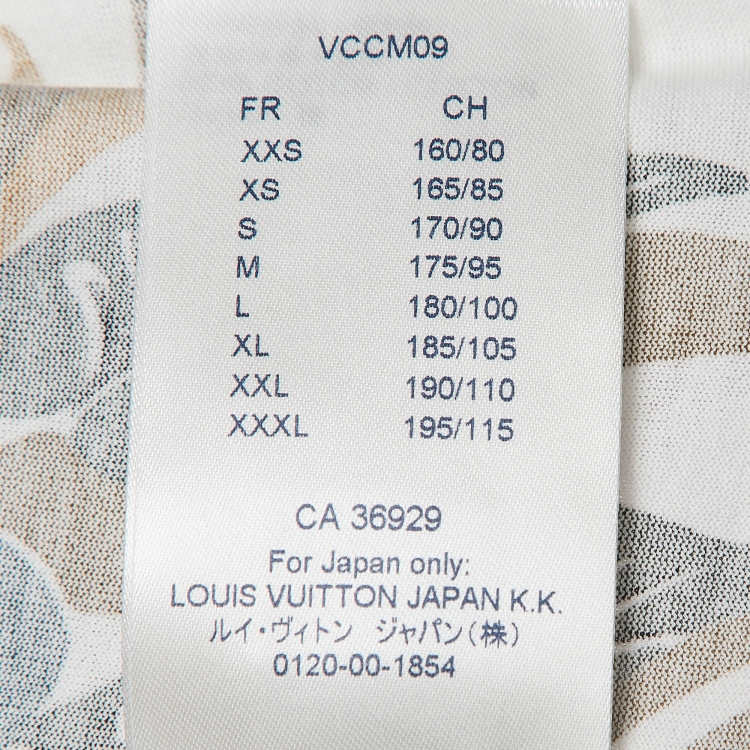 VCCM09
FR CH
XXS 160/80
XS 165/85
S 170/90
M 175/95
L 180/100
XL 185/105
XXL 190/110
XXXL 195/115
CA 36929
For Japan only:
LOUIS VUITTON JAPAN K.K.
ルイ・ヴィトン ジャパン(株)
0120-00-1854